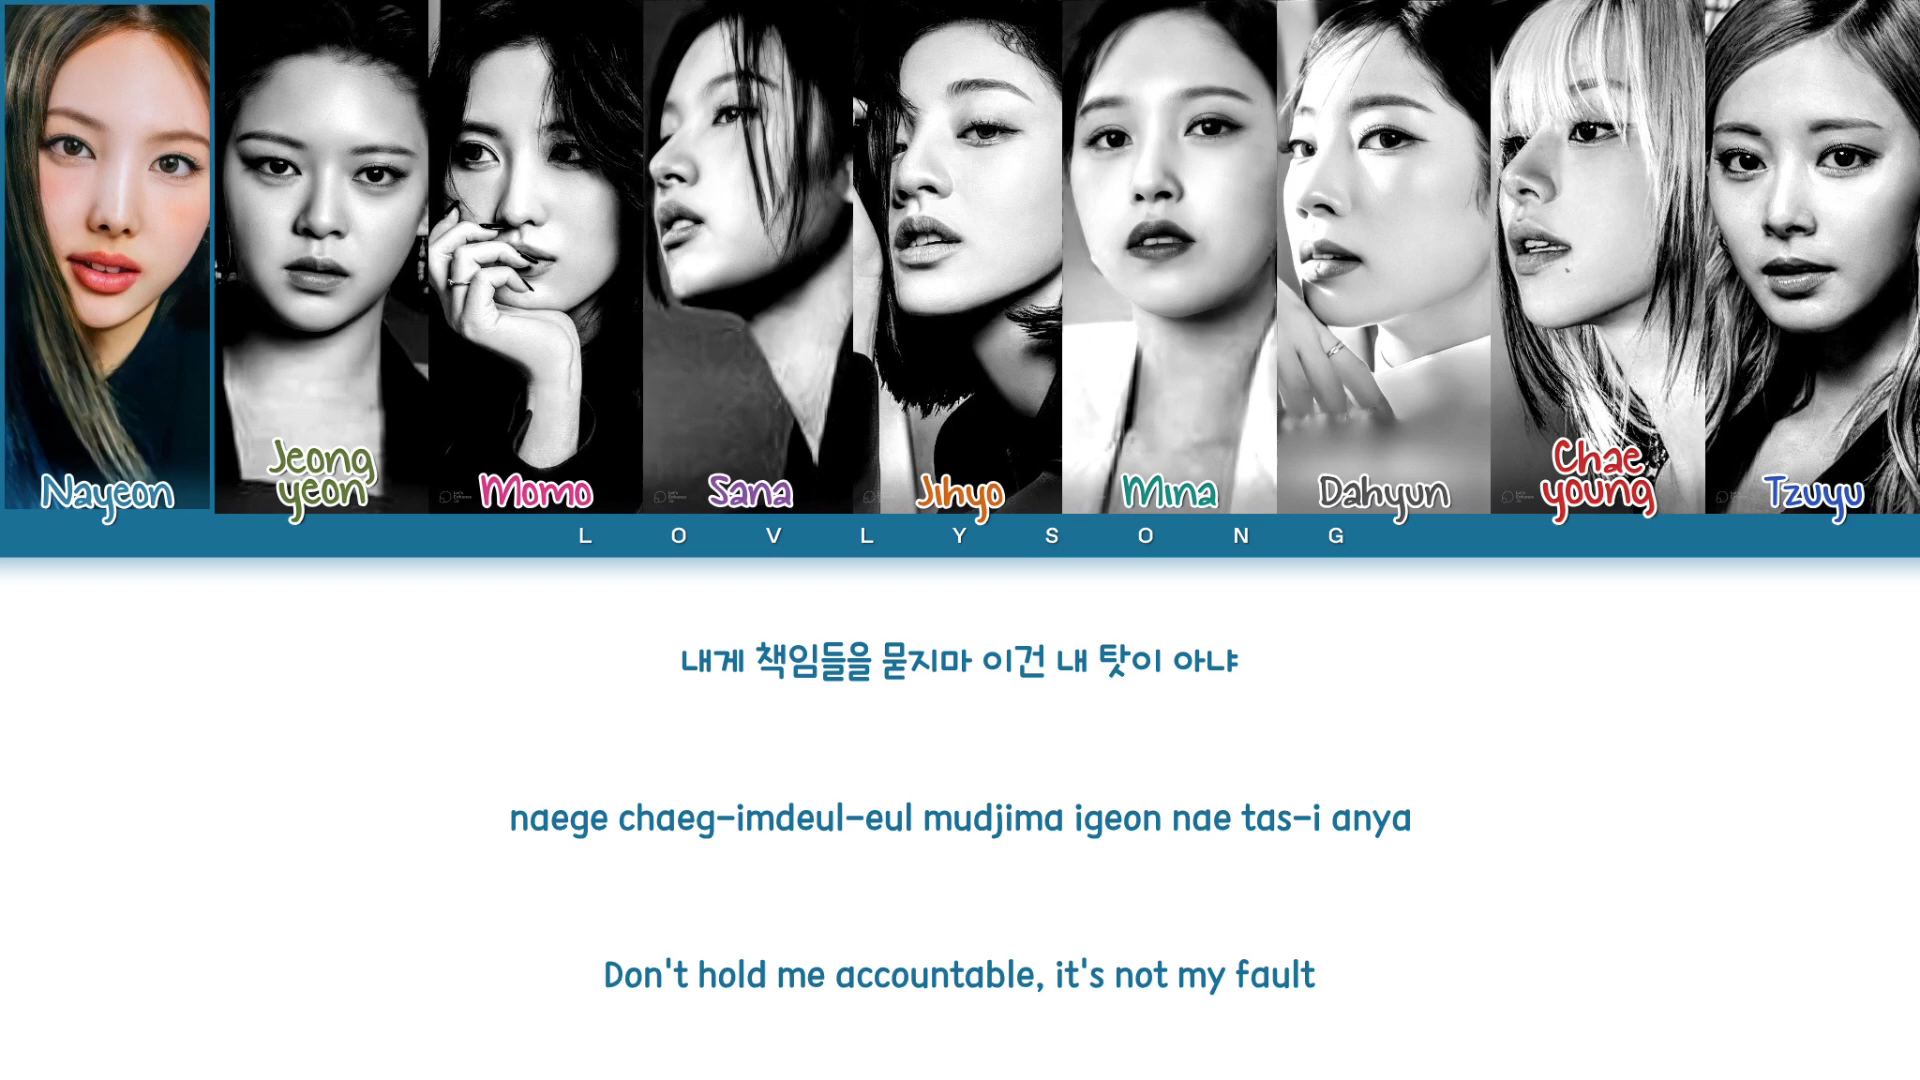 Nayeon
Jeong
yeon
Momo
Sana
Jihyo
Mina
Dahyun
Chae
young
Tzuyu
L O V L Y S O N G
내게 책임들을 묻지마 이건 내 탓이 아냐
naege chaeg-imdeul-eul mudjima igeon nae tas-i anya
Don't hold me accountable, it's not my fault